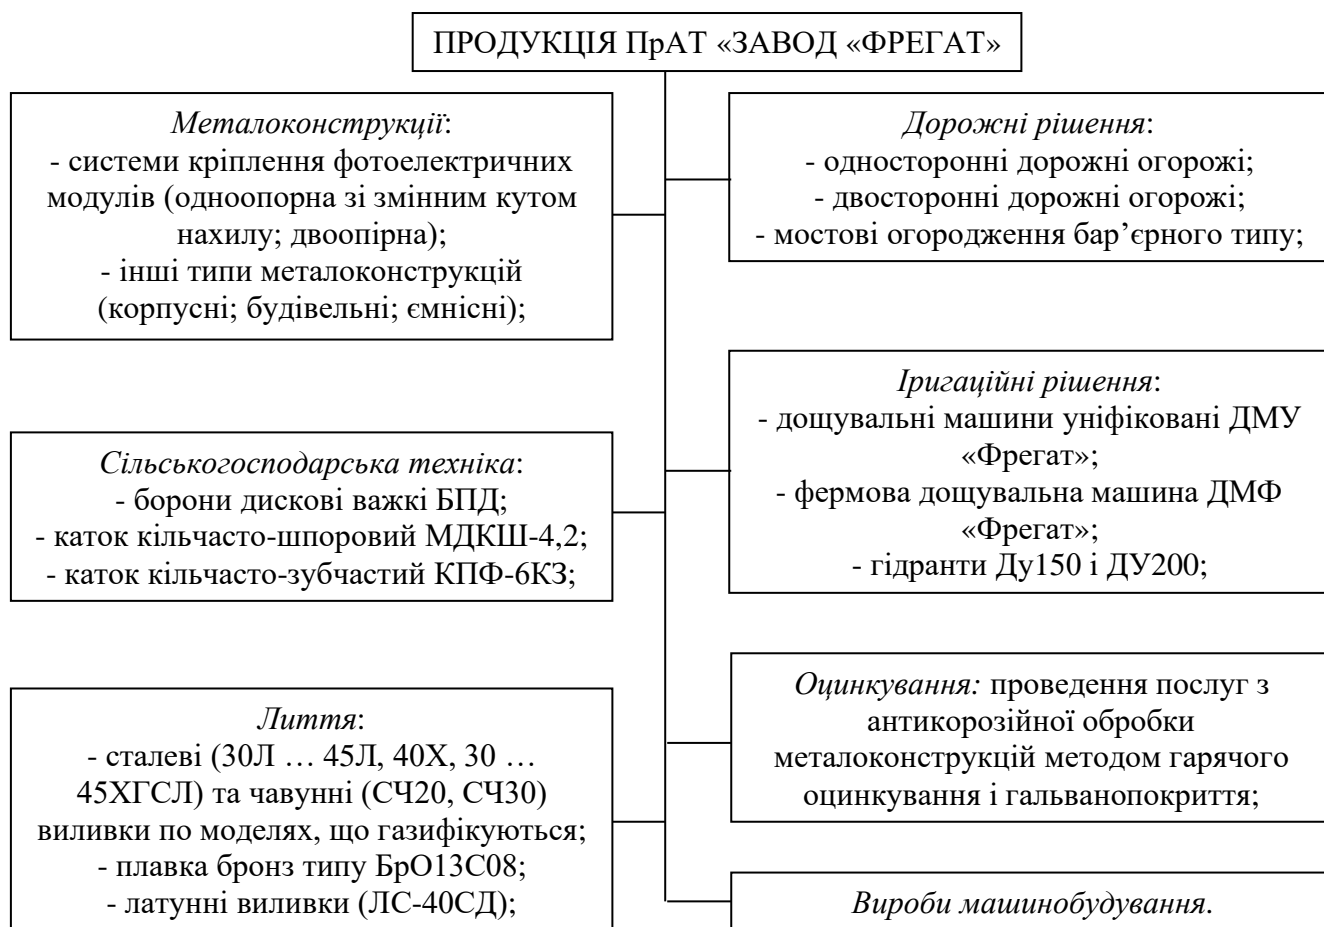 ПРОДУКЦІЯ ПрАТ «ЗАВОД «ФРЕГАТ»
Металоконструкції:
- системи кріплення фотоелектричних
модулів (одноопорна зі змінним кутом
нахилу; двоопірна);
- інші типи металоконструкцій
(корпусні; будівельні; ємнісні);
Дорожні рішення:
- односторонні дорожні огорожі;
- двосторонні дорожні огорожі;
- мостові огородження бар’єрного типу;
Сільськогосподарська техніка:
- борони дискові важкі БПД;
- каток кільчасто-шпоровий МДКШ-4,2;
- каток кільчасто-зубчастий КПФ-6КЗ;
Іригаційні рішення:
- дощувальні машини уніфіковані ДМУ
«Фрегат»;
- фермова дощувальна машина ДМФ
«Фрегат»;
- гідранти Ду150 і ДУ200;
Лиття:
- сталеві (30Л … 45Л, 40Х, 30 …
45ХГСЛ) та чавунні (СЧ20, СЧ30)
виливки по моделях, що газифікуються;
- плавка бронз типу БрО13С08;
- латунні виливки (ЛС-40СД);
Оцинкування: проведення послуг з
антикорозійної обробки
металоконструкцій методом гарячого
оцинкування і гальванопокриття;
Вироби машинобудування.